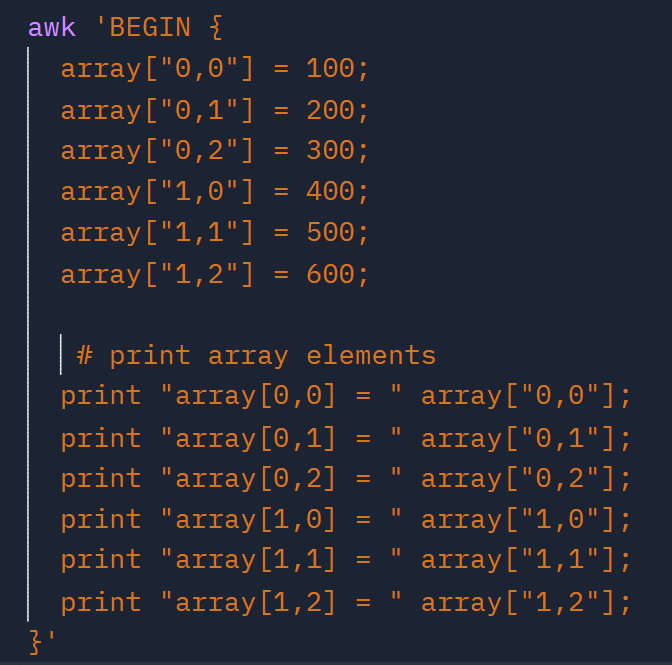 awk 'BEGIN {
array["0,0"] = 100;
array["0,1"] = 200;
array["0,2"] = 300;
array["1,0"] = 400;
array["1,1"] = 500;
array["1,2"] = 600;
# print array elements
print "array[0,0] = " array["0,0"];
print "array[0,1] = " array["0,1"];
print "array[0,2] = " array["0,2"];
print "array[1,0] = " array["1,0"];
print "array[1,1] = " array["1,1"];
print "array[1,2] = " array["1,2"];
}'